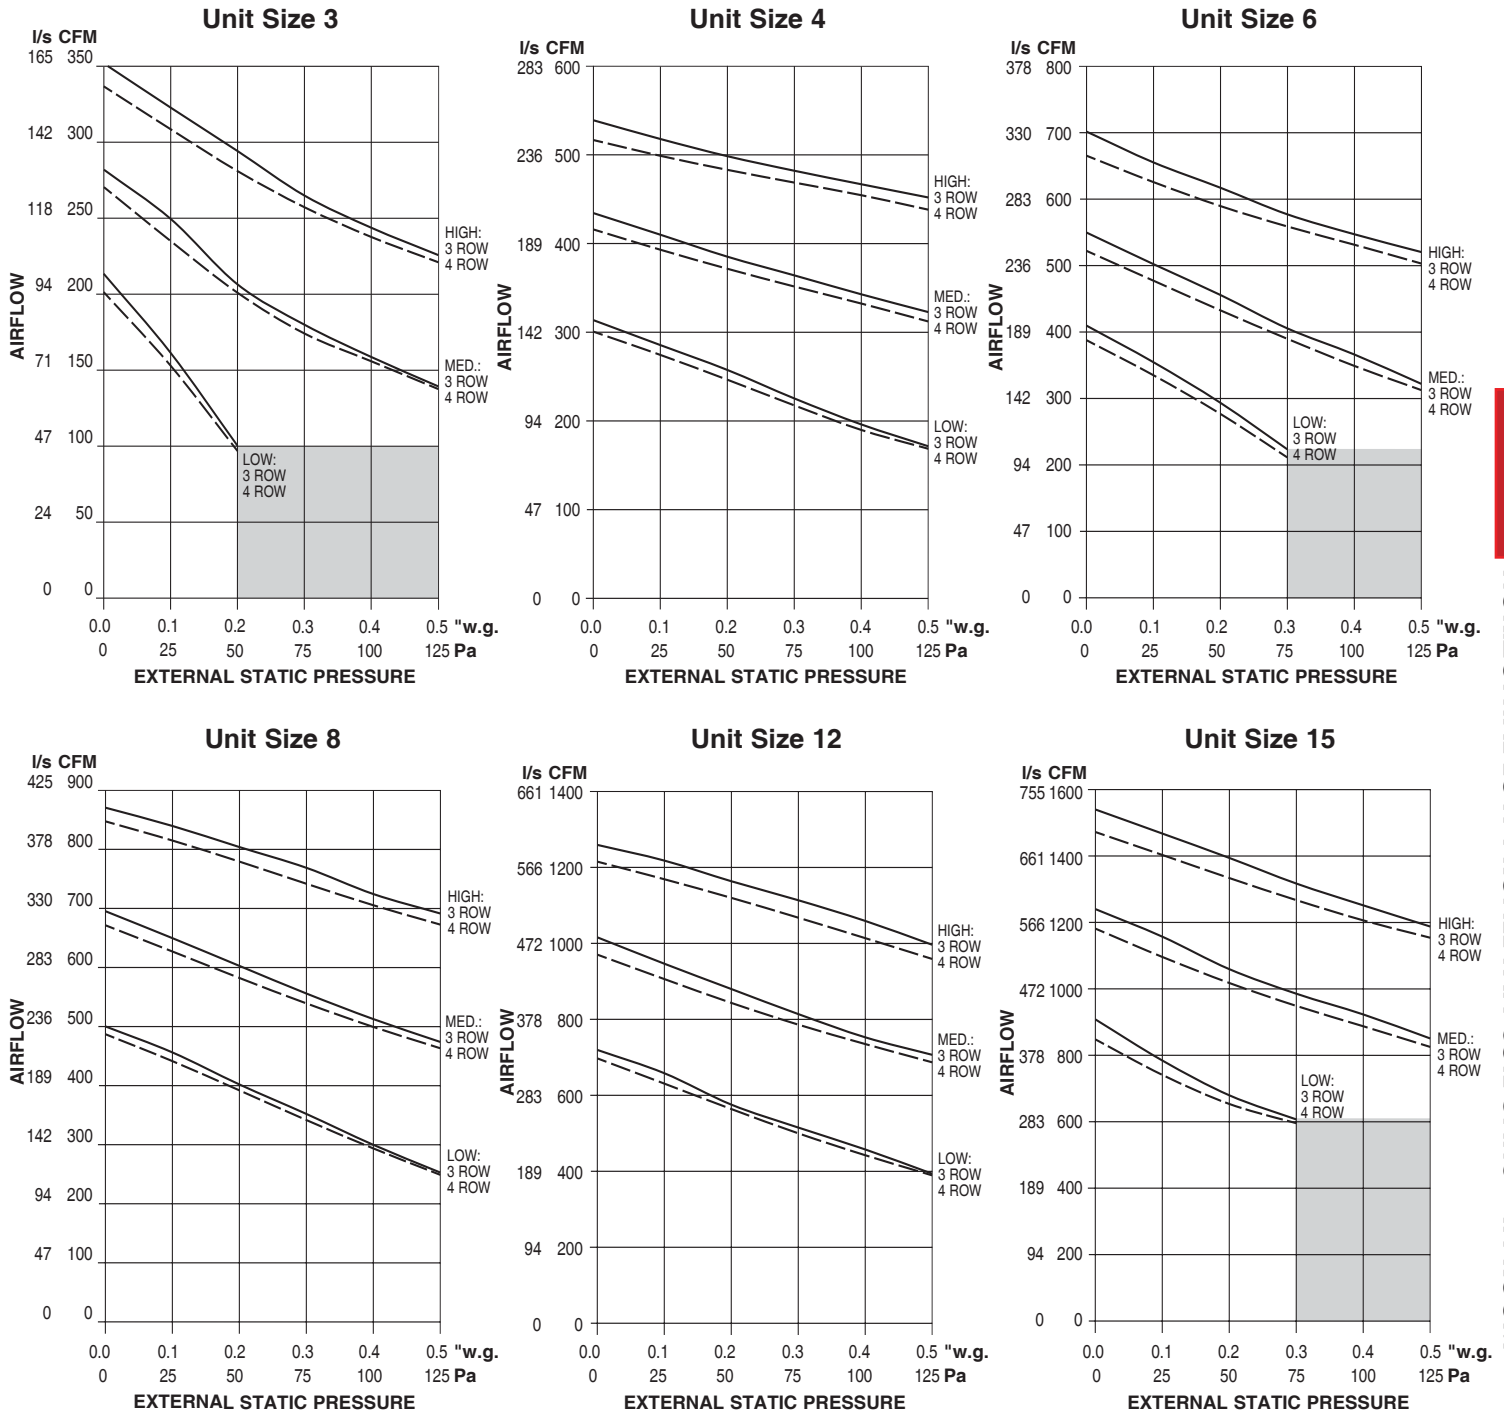 Unit Size 3
l/s CFM
165 350
142 300
118 250
94 200
71 150
47 100
24 50
0 0
AIRFLOW
HIGH:
3 ROW
4 ROW
MED.:
3 ROW
4 ROW
LOW:
3 ROW
4 ROW
0.0 0.1 0.2 0.3 0.4 0.5 "w.g.
0 25 50 75 100 125 Pa
EXTERNAL STATIC PRESSURE
Unit Size 4
l/s CFM
283 600
236 500
189 400
142 300
94 200
47 100
0 0
AIRFLOW
HIGH:
3 ROW
4 ROW
MED.:
3 ROW
4 ROW
LOW:
3 ROW
4 ROW
0.0 0.1 0.2 0.3 0.4 0.5 "w.g.
0 25 50 75 100 125 Pa
EXTERNAL STATIC PRESSURE
Unit Size 6
l/s CFM
378 800
330 700
283 600
236 500
189 400
142 300
94 200
47 100
0 0
AIRFLOW
HIGH:
3 ROW
4 ROW
MED.:
3 ROW
4 ROW
LOW:
3 ROW
4 ROW
0.0 0.1 0.2 0.3 0.4 0.5 "w.g.
0 25 50 75 100 125 Pa
EXTERNAL STATIC PRESSURE
Unit Size 8
l/s CFM
425 900
378 800
330 700
283 600
236 500
189 400
142 300
94 200
47 100
0 0
AIRFLOW
HIGH:
3 ROW
4 ROW
MED.:
3 ROW
4 ROW
LOW:
3 ROW
4 ROW
0.0 0.1 0.2 0.3 0.4 0.5 "w.g.
0 25 50 75 100 125 Pa
EXTERNAL STATIC PRESSURE
Unit Size 12
l/s CFM
661 1400
566 1200
472 1000
378 800
283 600
189 400
94 200
0 0
AIRFLOW
HIGH:
3 ROW
4 ROW
MED.:
3 ROW
4 ROW
LOW:
3 ROW
4 ROW
0.0 0.1 0.2 0.3 0.4 0.5 "w.g.
0 25 50 75 100 125 Pa
EXTERNAL STATIC PRESSURE
Unit Size 15
l/s CFM
755 1600
661 1400
566 1200
472 1000
378 800
283 600
189 400
94 200
0 0
AIRFLOW
HIGH:
3 ROW
4 ROW
MED.:
3 ROW
4 ROW
LOW:
3 ROW
4 ROW
0.0 0.1 0.2 0.3 0.4 0.5 "w.g.
0 25 50 75 100 125 Pa
EXTERNAL STATIC PRESSURE